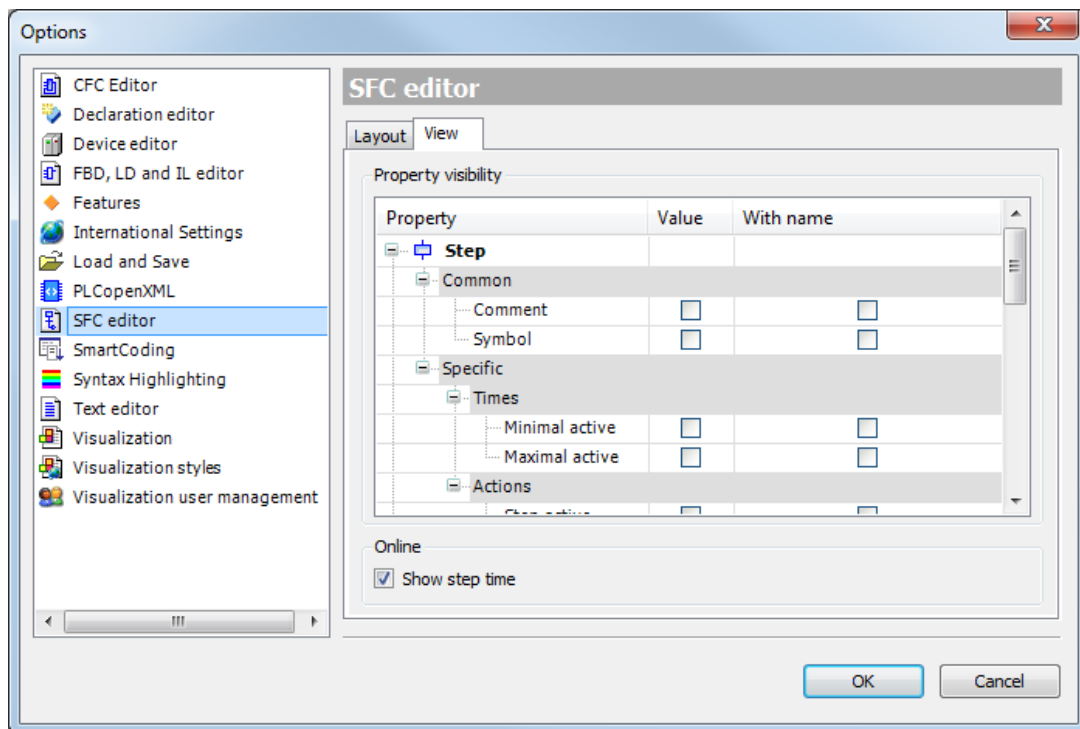 Options
CFC Editor
Declaration editor
Device editor
FBD, LD and IL editor
Features
International Settings
Load and Save
PLCopenXML
SFC editor
SmartCoding
Syntax Highlighting
Text editor
Visualization
Visualization styles
Visualization user management
SFC editor
Layout View
Property visibility
Property Value With name
Step
Common
Comment
Symbol
Specific
Times
Minimal active
Maximal active
Actions
Online
Show step time
OK Cancel